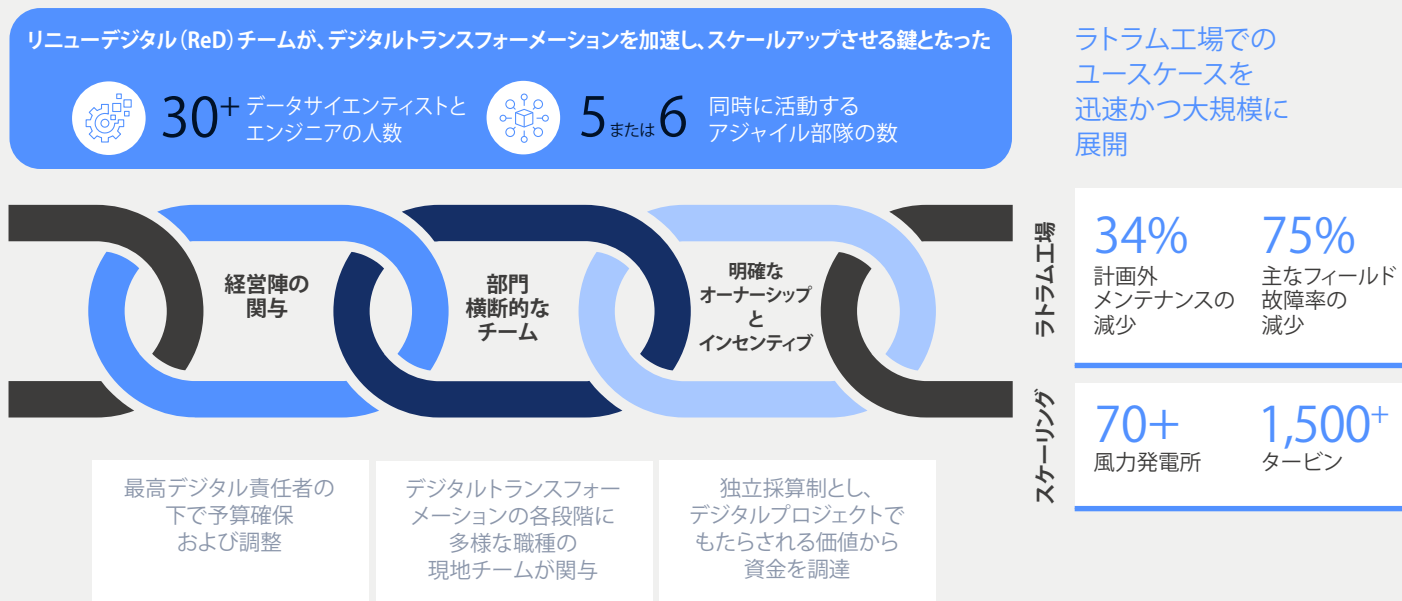 リニューデジタル（ReD）チームが、デジタルトランスフォーメーションを加速し、スケールアップさせる鍵となった
30+ データサイエンティストと
エンジニアの人数
5または6 同時に活動する
アジャイル部隊の数
経営陣の
関与
部門
横断的な
チーム
明確な
オーナーシップ
と
インセンティブ
最高デジタル責任者の
下で予算確保
および調整
デジタルトランスフォー
メーションの各段階に
多様な職種の
現地チームが関与
独立採算制とし、
デジタルプロジェクトで
もたらされる価値から
資金を調達
ラトラム工場での
ユースケースを
迅速かつ大規模に
展開
ラトラム工場
34%
計画外
メンテナンスの
減少
75%
主なフィールド
故障率の
減少
スケーリング
70+
風力発電所
1,500+
タービン